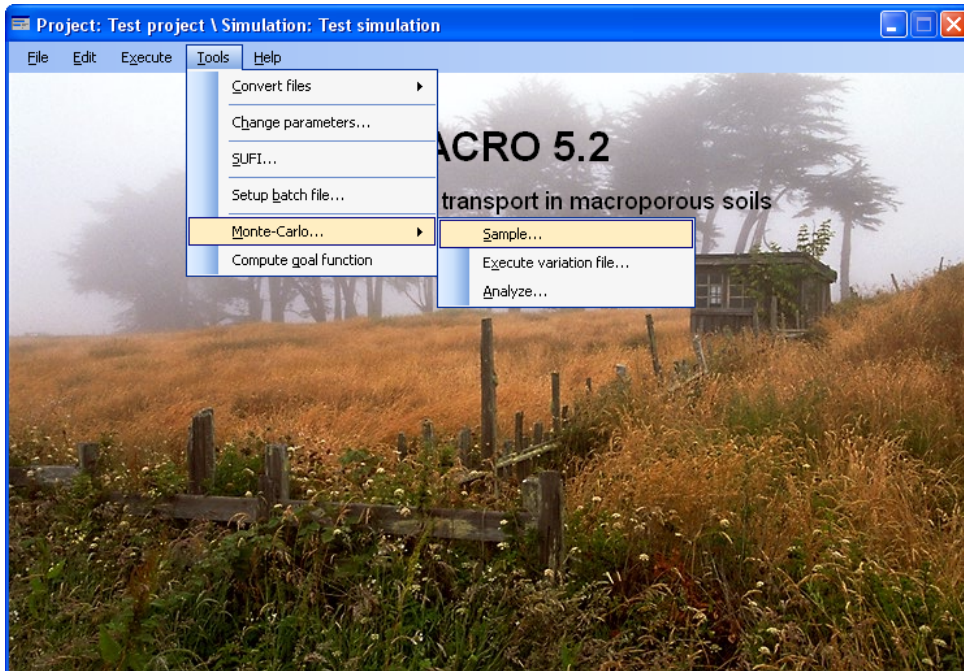 Project: Test project \ Simulation: Test simulation
File Edit Execute Tools Help
Convert files
Change parameters...
SUFI...
Setup batch file...
Monte-Carlo...
Compute goal function
Sample...
Execute variation file...
Analyze...
5.2
transport in macroporous soils